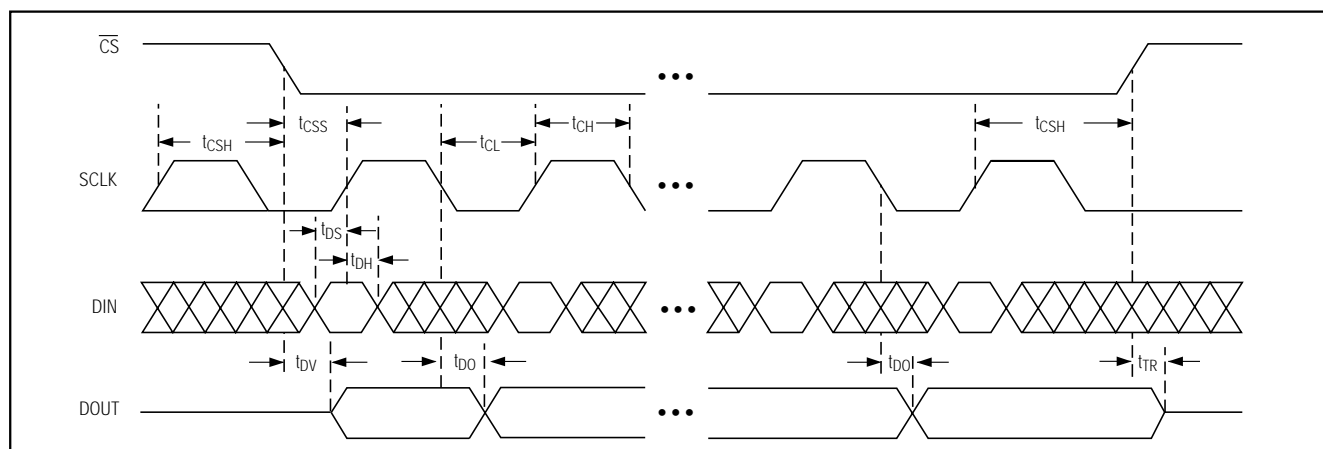 CS
tCSS
tCSH
tCL
tCH
tCSH
SCLK
tDS
tDH
DIN
tDV
tDO
tDO
tTR
DOUT